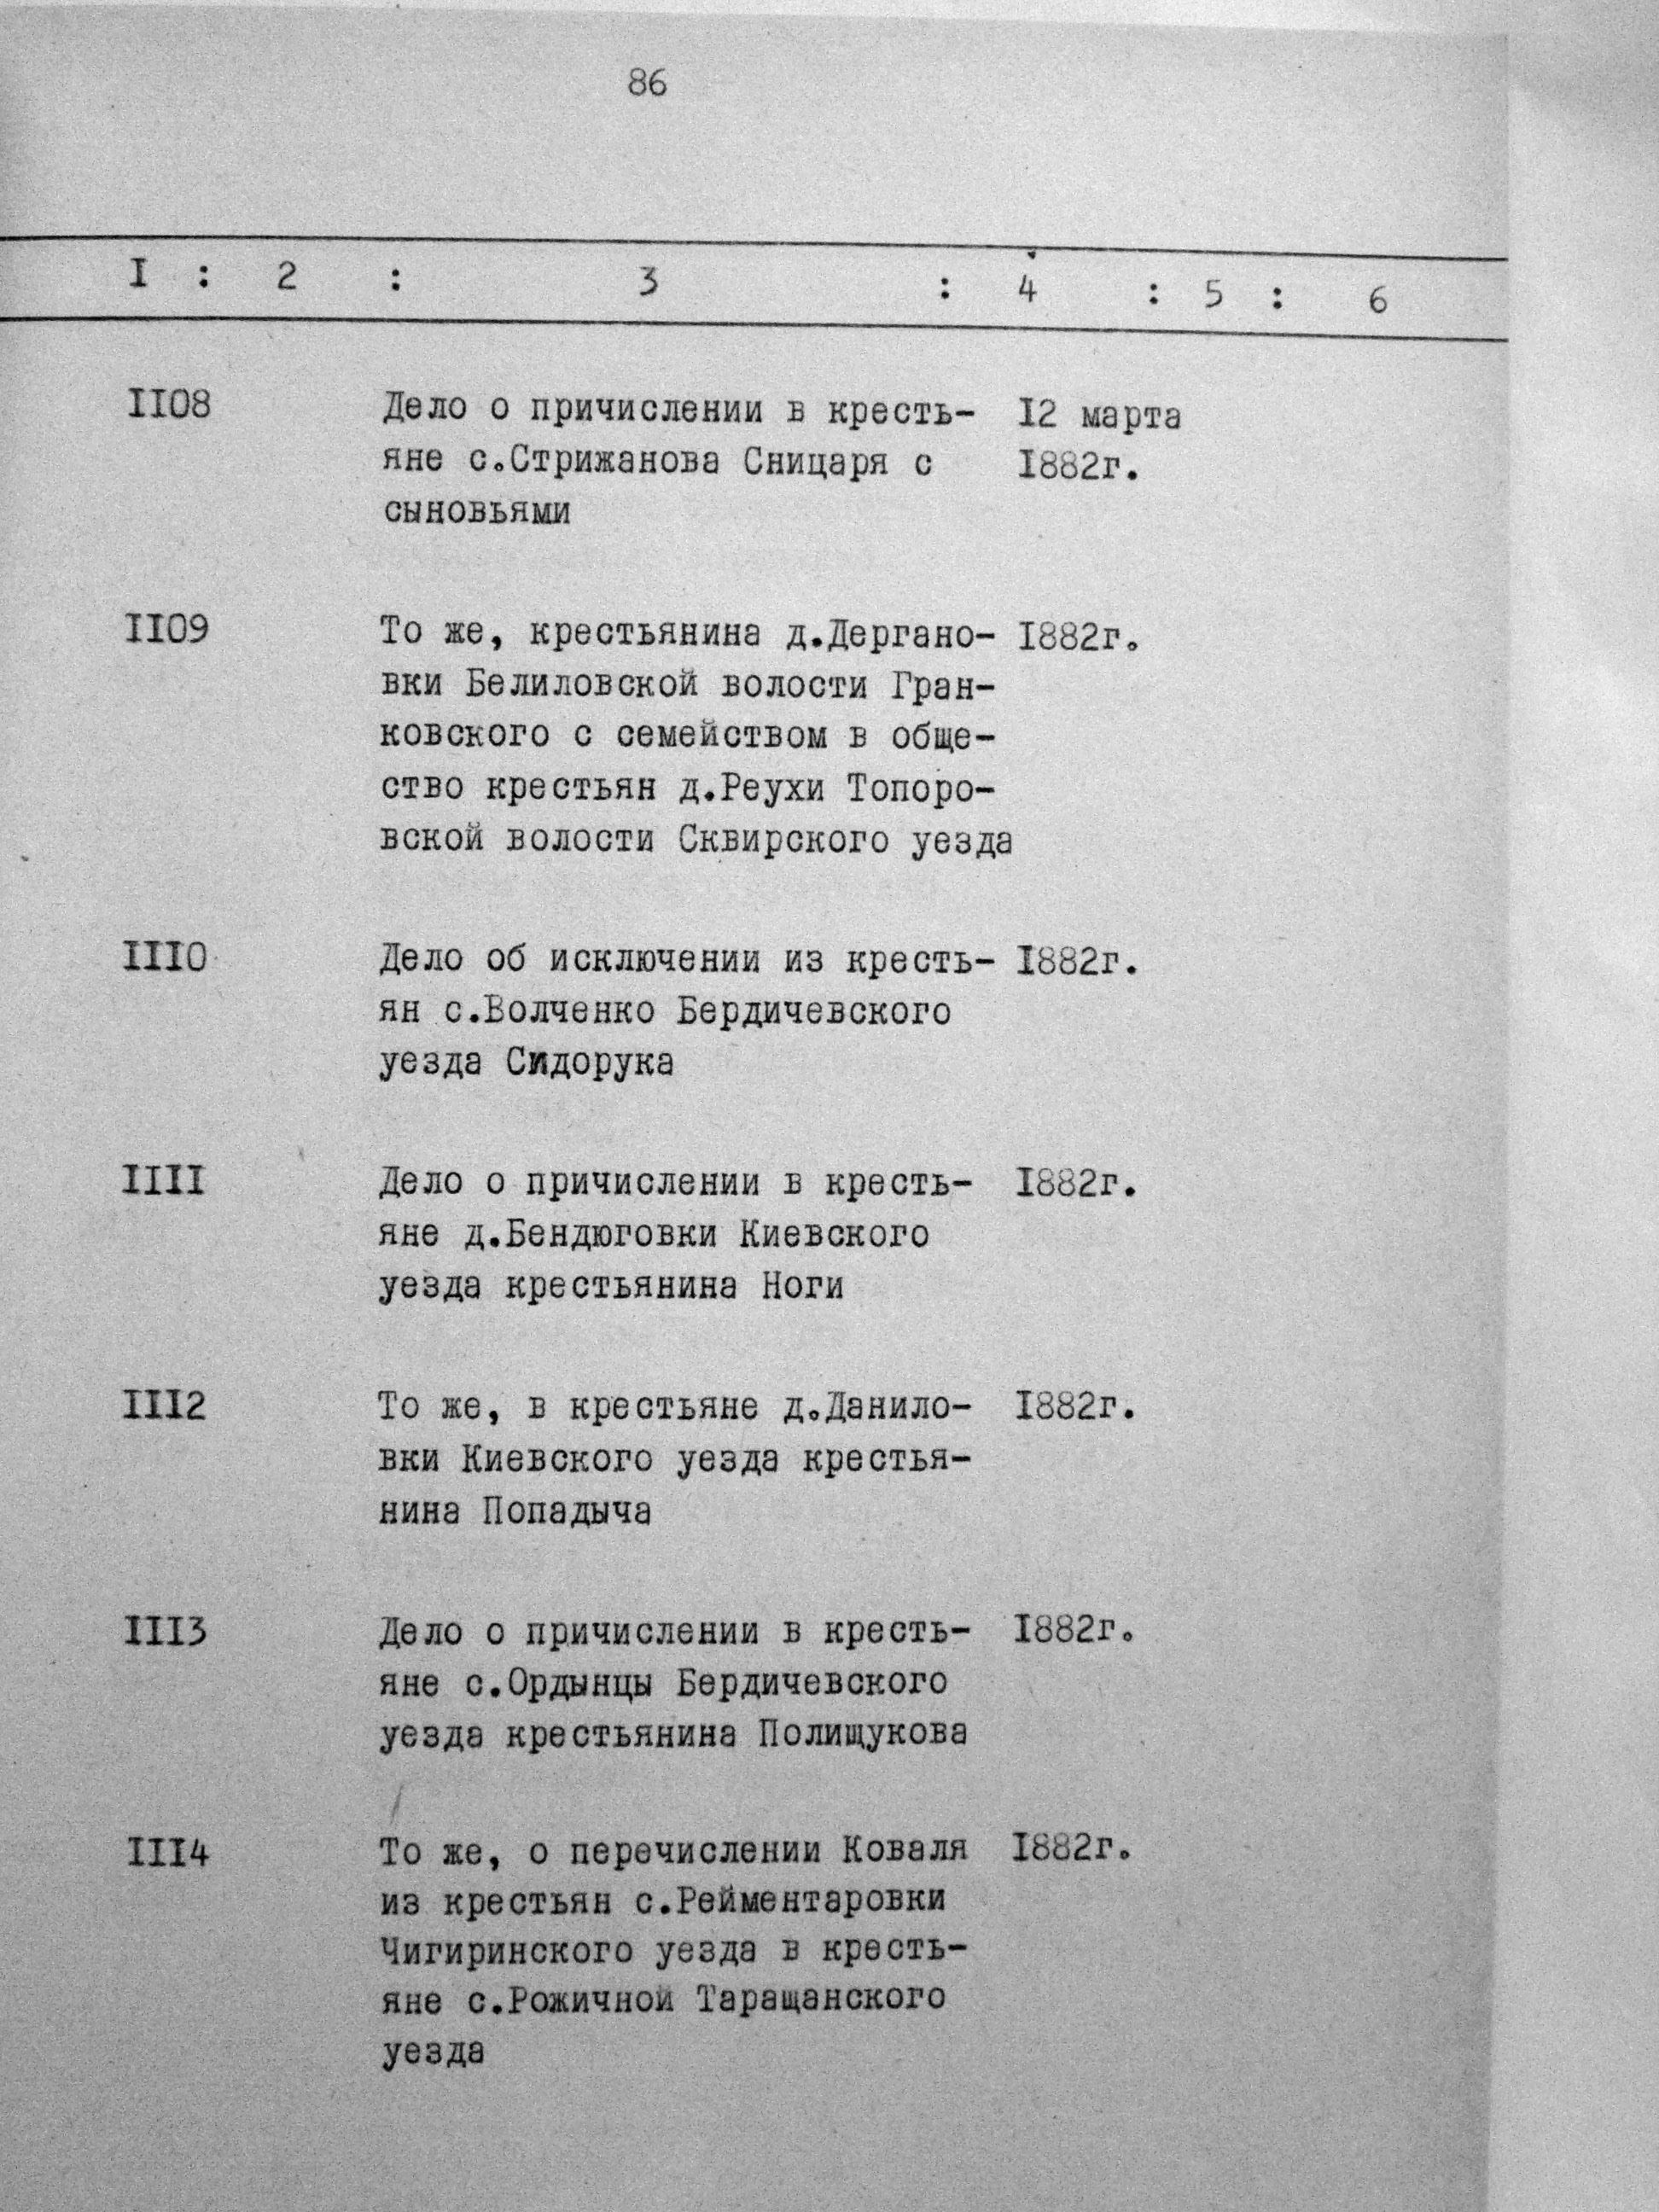 86
I : 2 : 3 : 4 : 5 : 6
II08 Дело о причислении в кресть- I2 марта
яне с.Стрижанова Сницаря с I882г.
сыновьями
II09 То же, крестьянина д.Дергано- I882г.
вки Белиловской волости Гран-
ковского с семейством в обще-
ство крестьян д.Реухи Топоро-
вской волости Сквирского уезда
III0 Дело об исключении из кресть- I882г.
ян с.Волченко Бердичевского
уезда Сидорука
IIII Дело о причислении в кресть- I882г.
яне д.Бендюговки Киевского
уезда крестьянина Ноги
III2 То же, в крестьяне д.Данило- I882г.
вки Киевского уезда крестья-
нина Попадыча
III3 Дело о причислении в кресть- I882г.
яне с.Ордынцы Бердичевского
уезда крестьянина Полищукова
III4 То же, о перечислении Коваля I882г.
из крестьян с.Рейментаровки
Чигиринского уезда в кресть-
яне с.Рожичной Таращанского
уезда